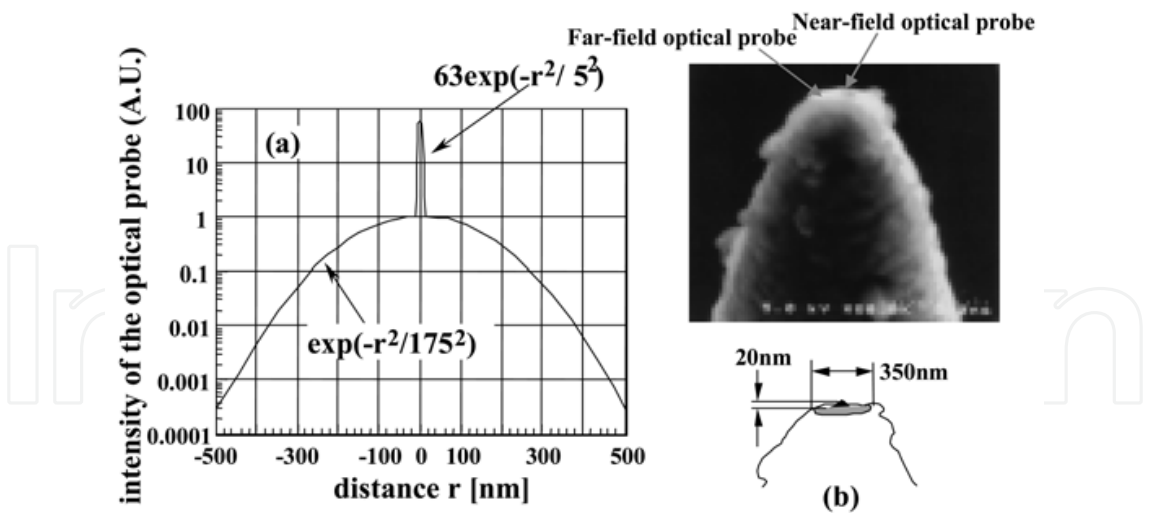 Near-field optical probe
Far-field optical probe
63exp(-r²/ 5²)
intensity of the optical probe (A.U.)
100
10
1
0.1
0.01
0.001
0.0001
(a)
exp(-r²/175²)
-500 -300 -100 0 100 300 500
distance r [nm]
20nm
350nm
(b)